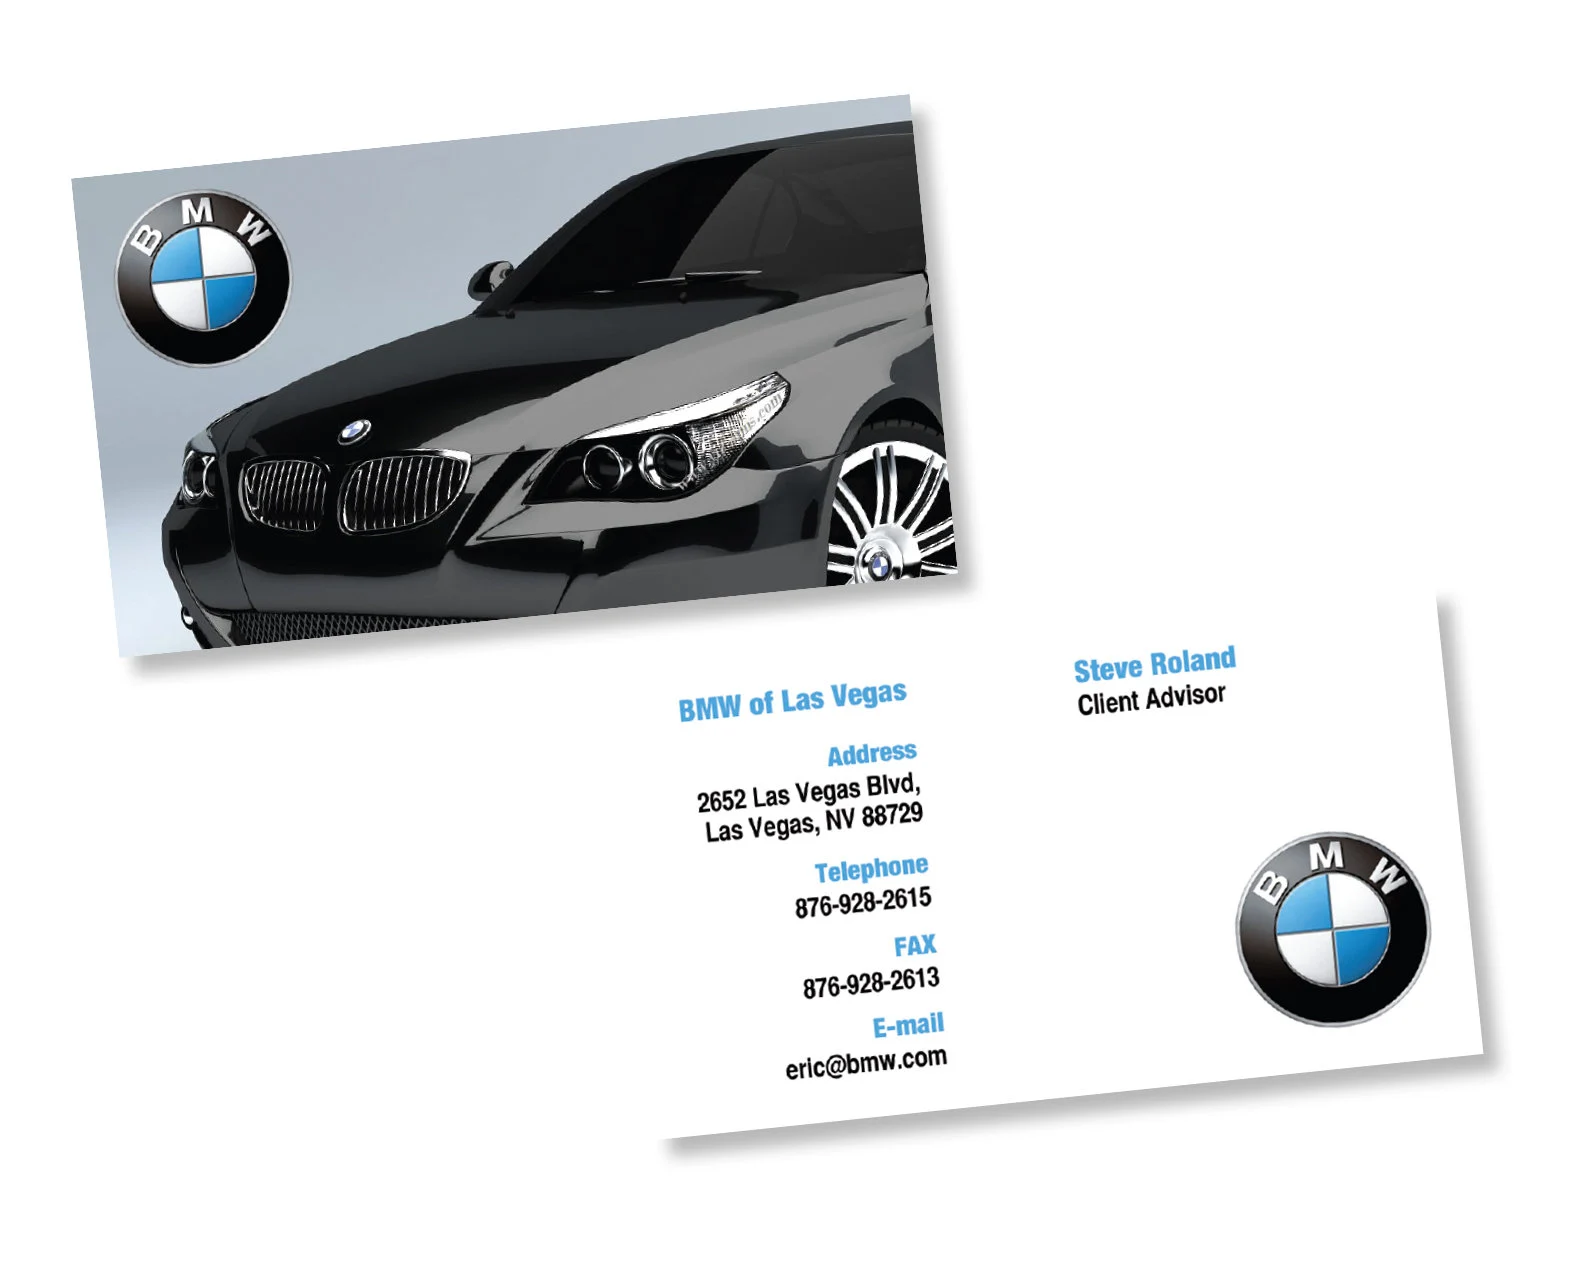 BMW
BMW of Las Vegas
Address
2652 Las Vegas Blvd,
Las Vegas, NV 88729
Telephone
876-928-2615
FAX
876-928-2613
E-mail
eric@bmw.com
Steve Roland
Client Advisor
BMW